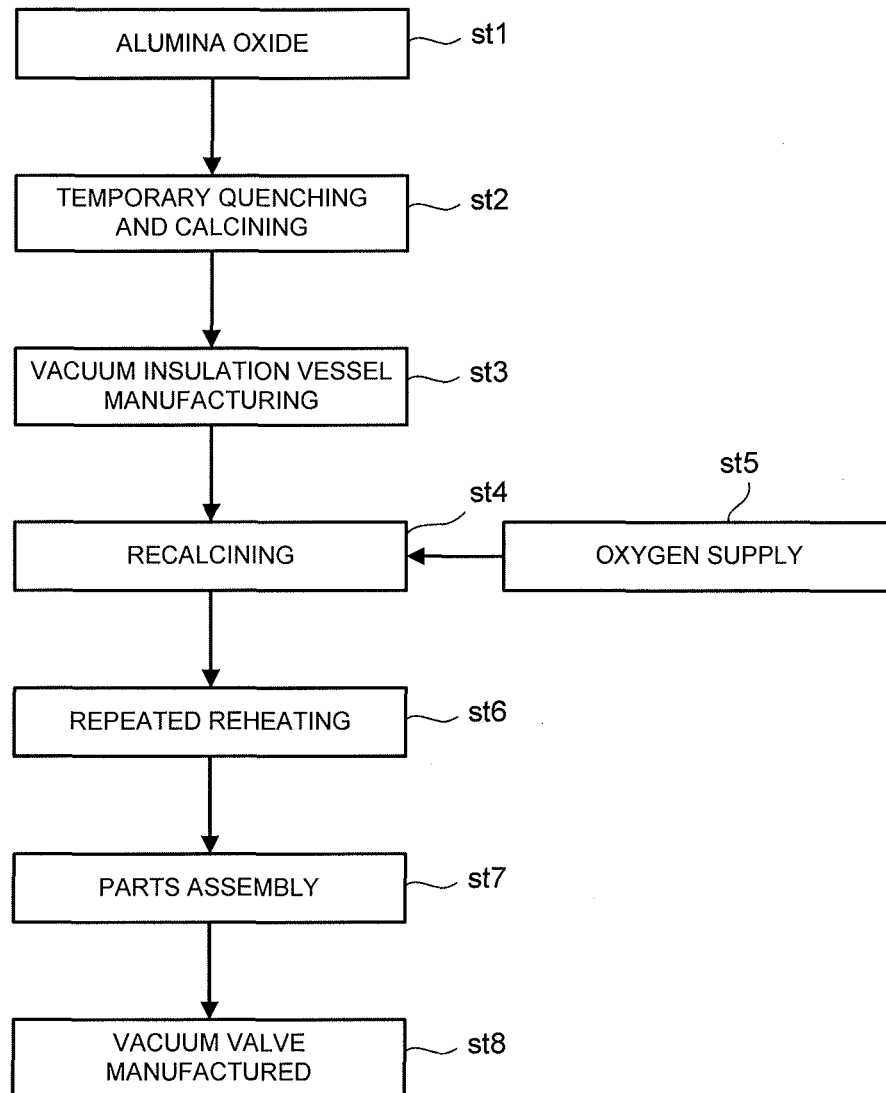 ALUMINA OXIDE
st1
TEMPORARY QUENCHING
AND CALCINING
st2
VACUUM INSULATION VESSEL
MANUFACTURING
st3
RECALCINING
st4
OXYGEN SUPPLY
st5
REPEATED REHEATING
st6
PARTS ASSEMBLY
st7
VACUUM VALVE
MANUFACTURED
st8